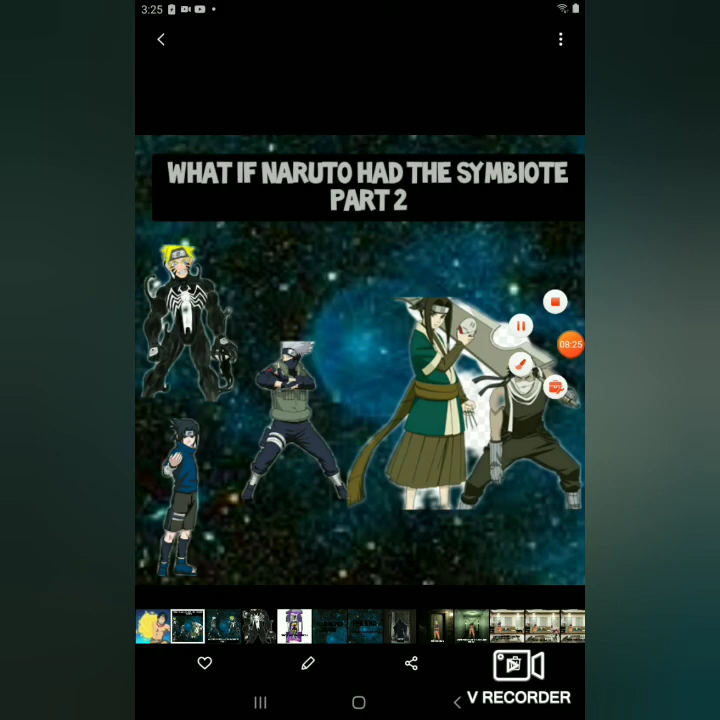 3:25
WHAT IF NARUTO HAD THE SYMBIOTE
PART 2
08:25
V RECORDER